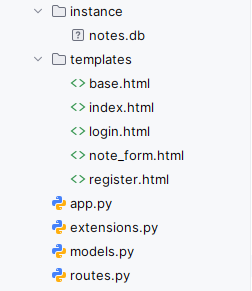 instance
notes.db
templates
base.html
index.html
login.html
note_form.html
register.html
app.py
extensions.py
models.py
routes.py